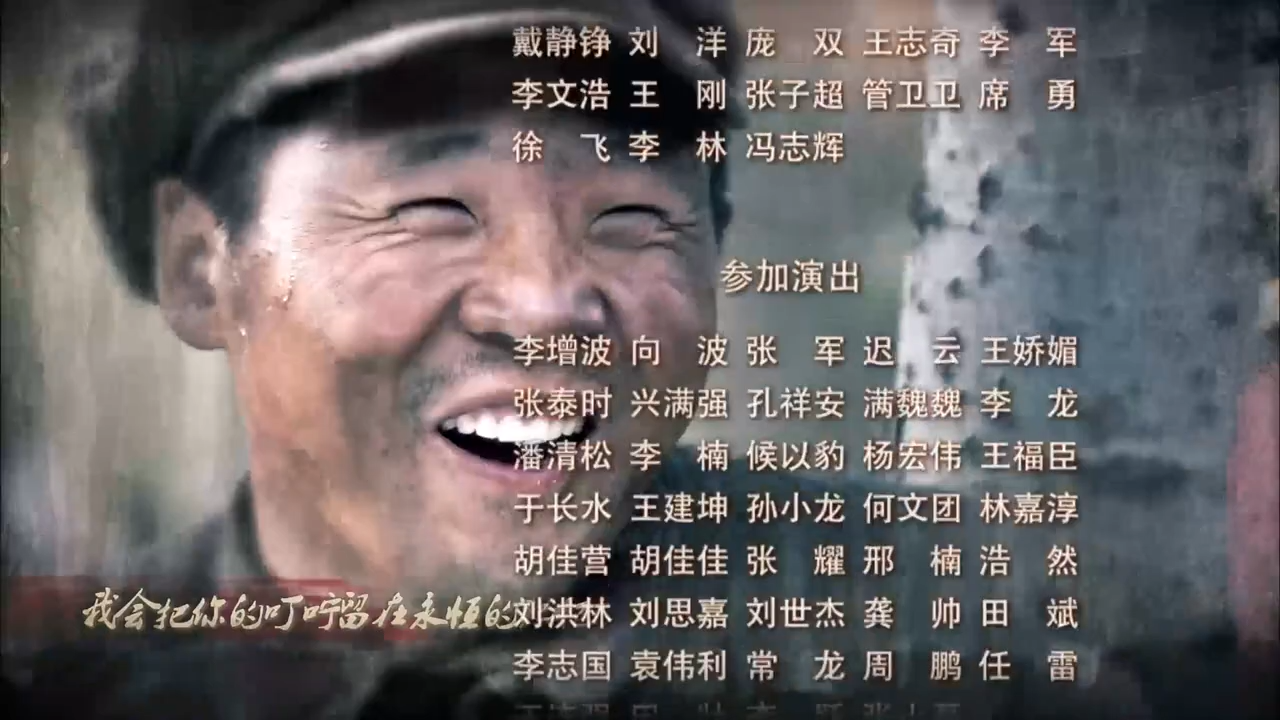 戴静铮 刘 洋 庞 双 王志奇 李 军
李文浩 王 刚 张子超 管卫卫 席 勇
徐 飞 李 林 冯志辉
参加演出
李增波 向 波 张 军 迟 云 王娇媚
张泰时 兴满强 孔祥安 满魏魏 李 龙
潘清松 李 楠 候以豹 杨宏伟 王福臣
于长水 王建坤 孙小龙 何文团 林嘉淳
胡佳营 胡佳佳 张 耀 邢 楠 浩 然
刘洪林 刘思嘉 刘世杰 龚 帅 田 斌
李志国 袁伟利 常 龙 周 鹏 任 雷
我会把你的叮咛留在永恒的